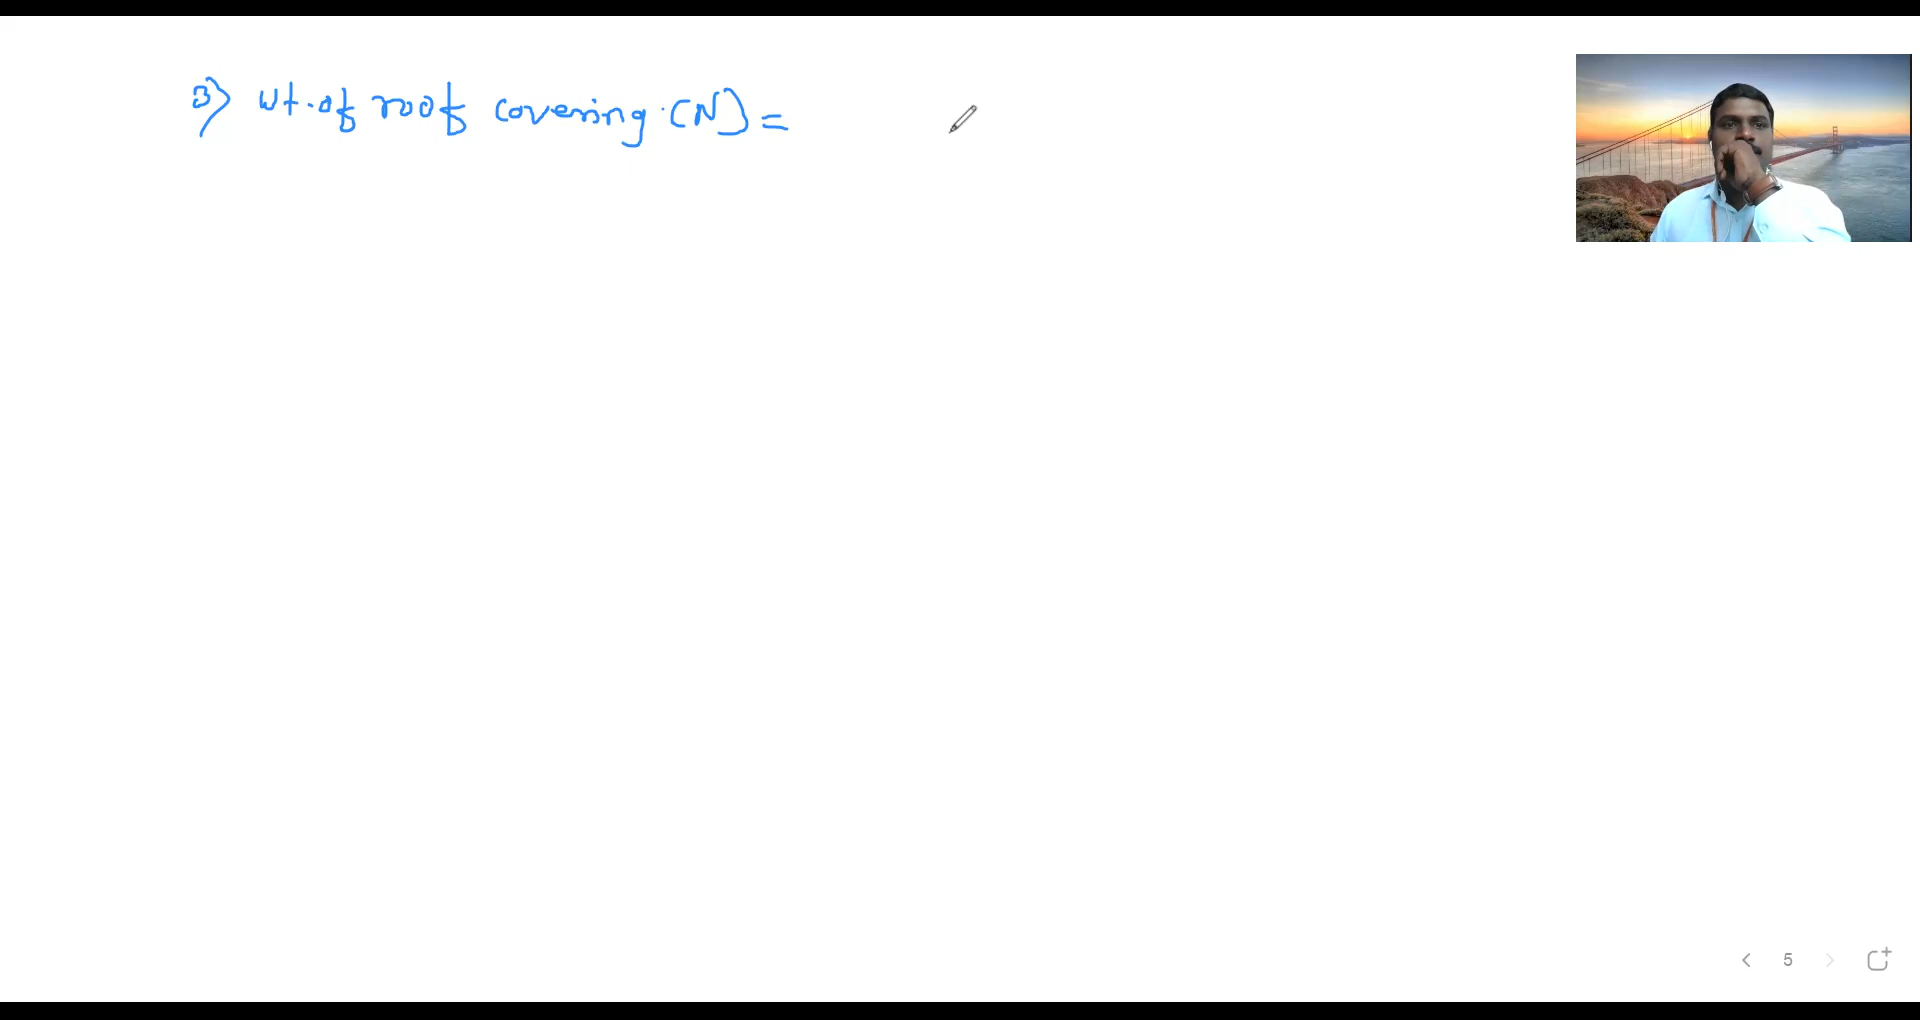 3) wt. of roof covering (N) =
5